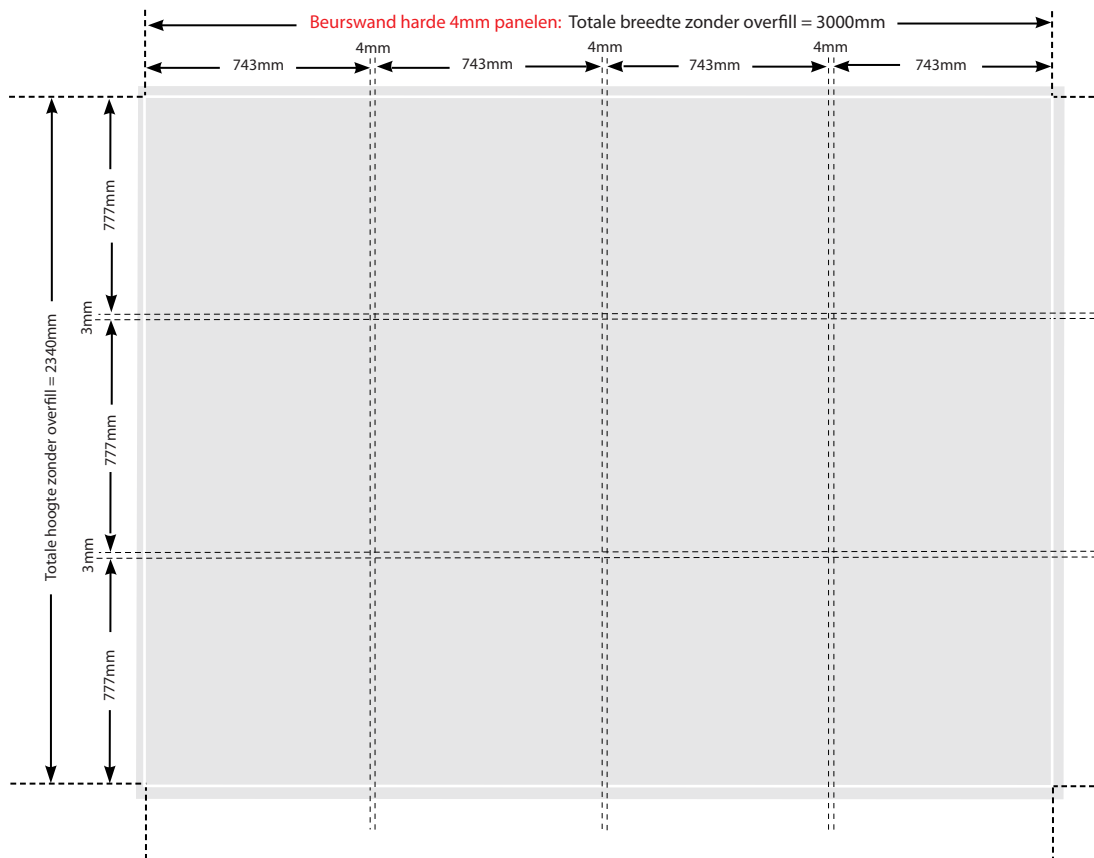 Beurswand harde 4mm panelen: Totale breedte zonder overfill = 3000mm
4mm 4mm 4mm
743mm 743mm 743mm 743mm
Totale hoogte zonder overfill = 2340mm
777mm
3mm
777mm
3mm
777mm